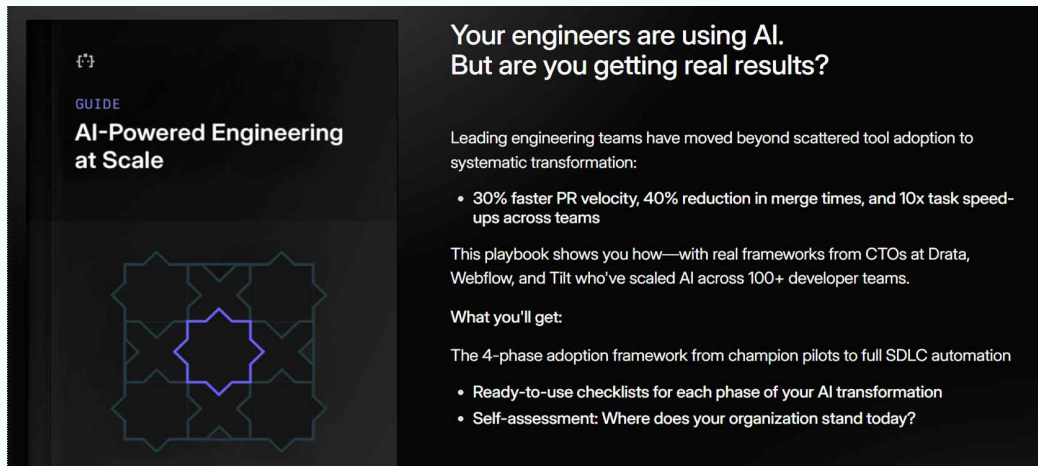 GUIDE
AI-Powered Engineering
at Scale
Your engineers are using AI.
But are you getting real results?
Leading engineering teams have moved beyond scattered tool adoption to
systematic transformation:
• 30% faster PR velocity, 40% reduction in merge times, and 10x task speed-
ups across teams
This playbook shows you how—with real frameworks from CTOs at Drata,
Webflow, and Tilt who've scaled AI across 100+ developer teams.
What you'll get:
The 4-phase adoption framework from champion pilots to full SDLC automation
• Ready-to-use checklists for each phase of your AI transformation
• Self-assessment: Where does your organization stand today?